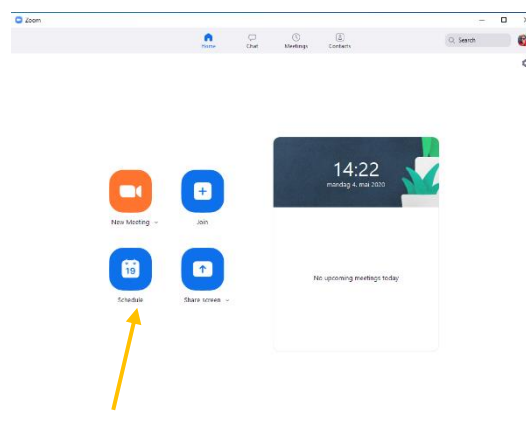 Zoom
Home Chat Meetings Contacts
Search
14:22
mandag 4. mai 2020
New Meeting
Join
19
Schedule
Share screen
No upcoming meetings today